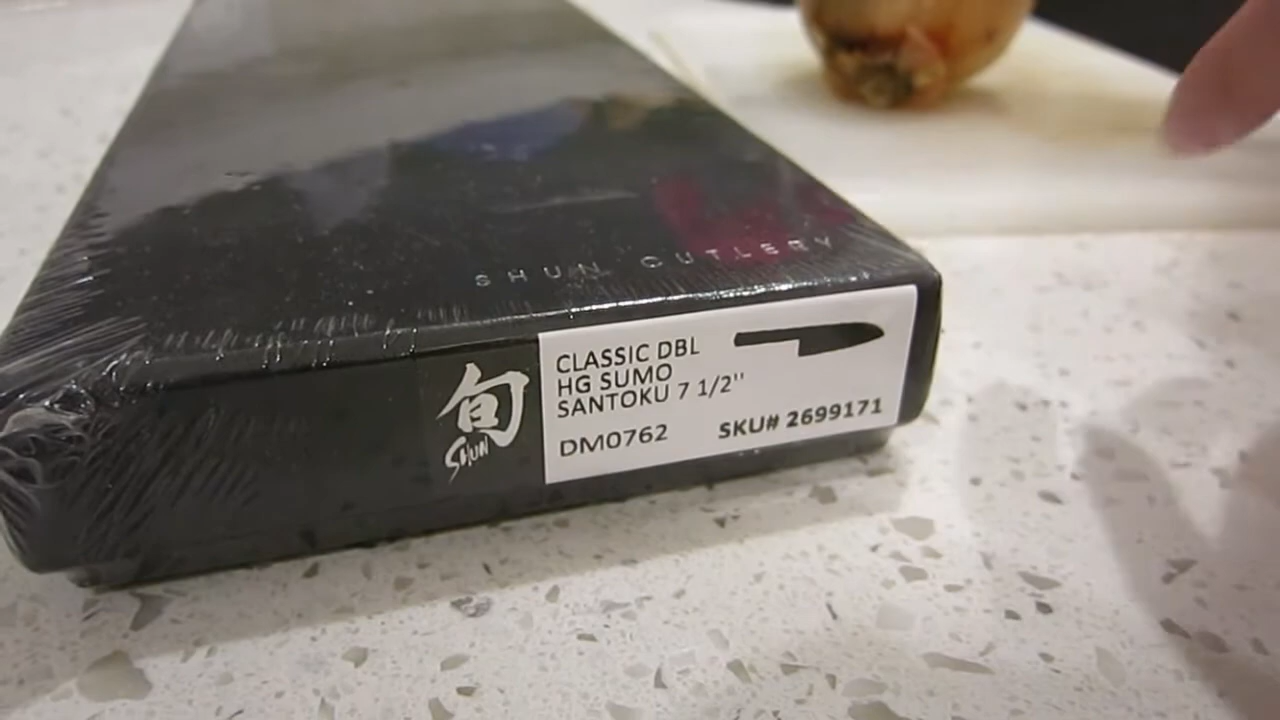 SHUN CUTLERY
旬
SHUN
CLASSIC DBL
HG SUMO
SANTOKU 7 1/2"
DM0762
SKU# 2699171